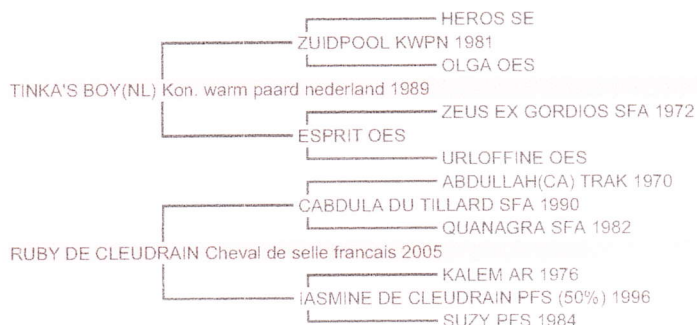 HEROS SE
ZUIDPOOL KWPN 1981
OLGA OES
TINKA'S BOY(NL) Kon. warm paard nederland 1989
ZEUS EX GORDIOS SFA 1972
ESPRIT OES
URLOFFINE OES
ABDULLAH(CA) TRAK 1970
CABDULA DU TILLARD SFA 1990
QUANAGRA SFA 1982
RUBY DE CLEUDRAIN Cheval de selle francais 2005
KALEM AR 1976
IASMINE DE CLEUDRAIN PFS (50%) 1996
SUZY PFS 1984